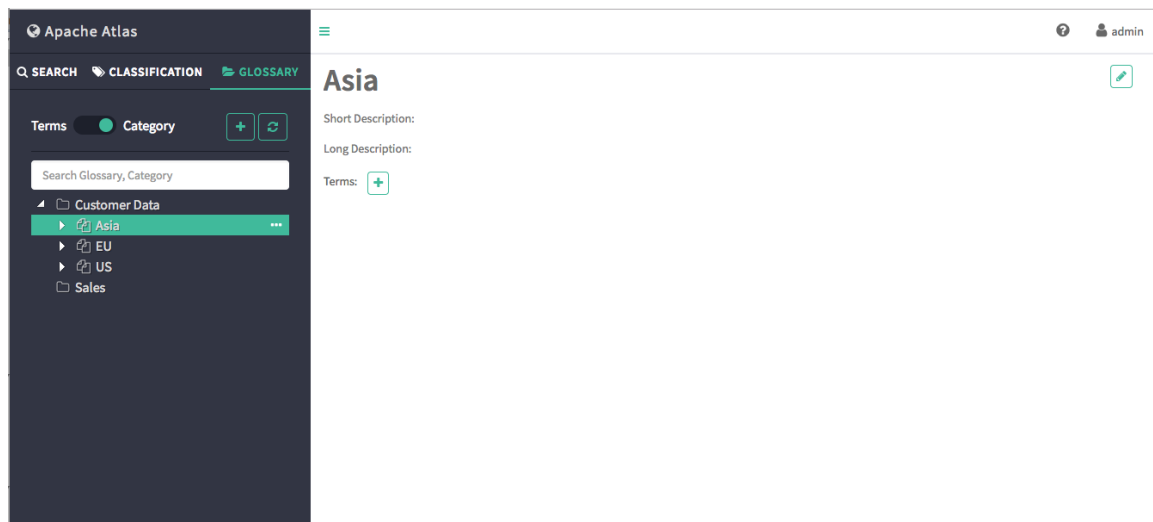 Apache Atlas
admin
SEARCH CLASSIFICATION GLOSSARY
Asia
Terms Category
Short Description:
Long Description:
Search Glossary, Category
Terms:
Customer Data
Asia
EU
US
Sales